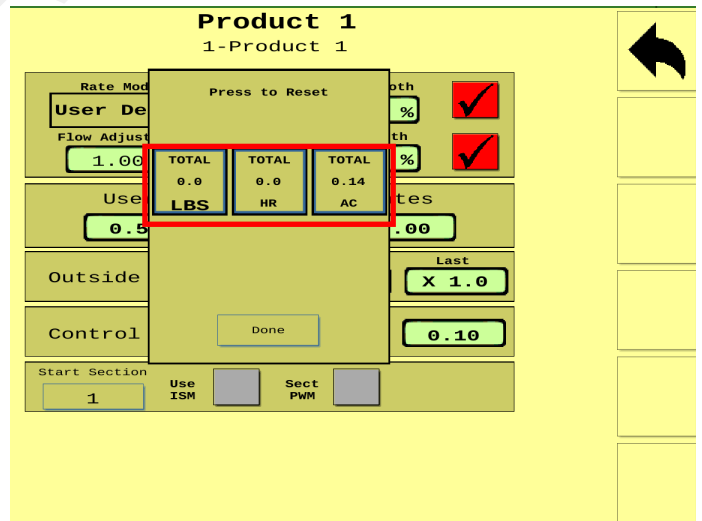 Product 1
1-Product 1
Rate Mod
Press to Reset
oth
User De
%
Flow Adjust
th
1.00
%
TOTAL
0.0
LBS
TOTAL
0.0
HR
TOTAL
0.14
AC
Use
tes
0.5
.00
Outside
Last
X 1.0
Control
Done
0.10
Start Section
1
Use
ISM
Sect
PWM